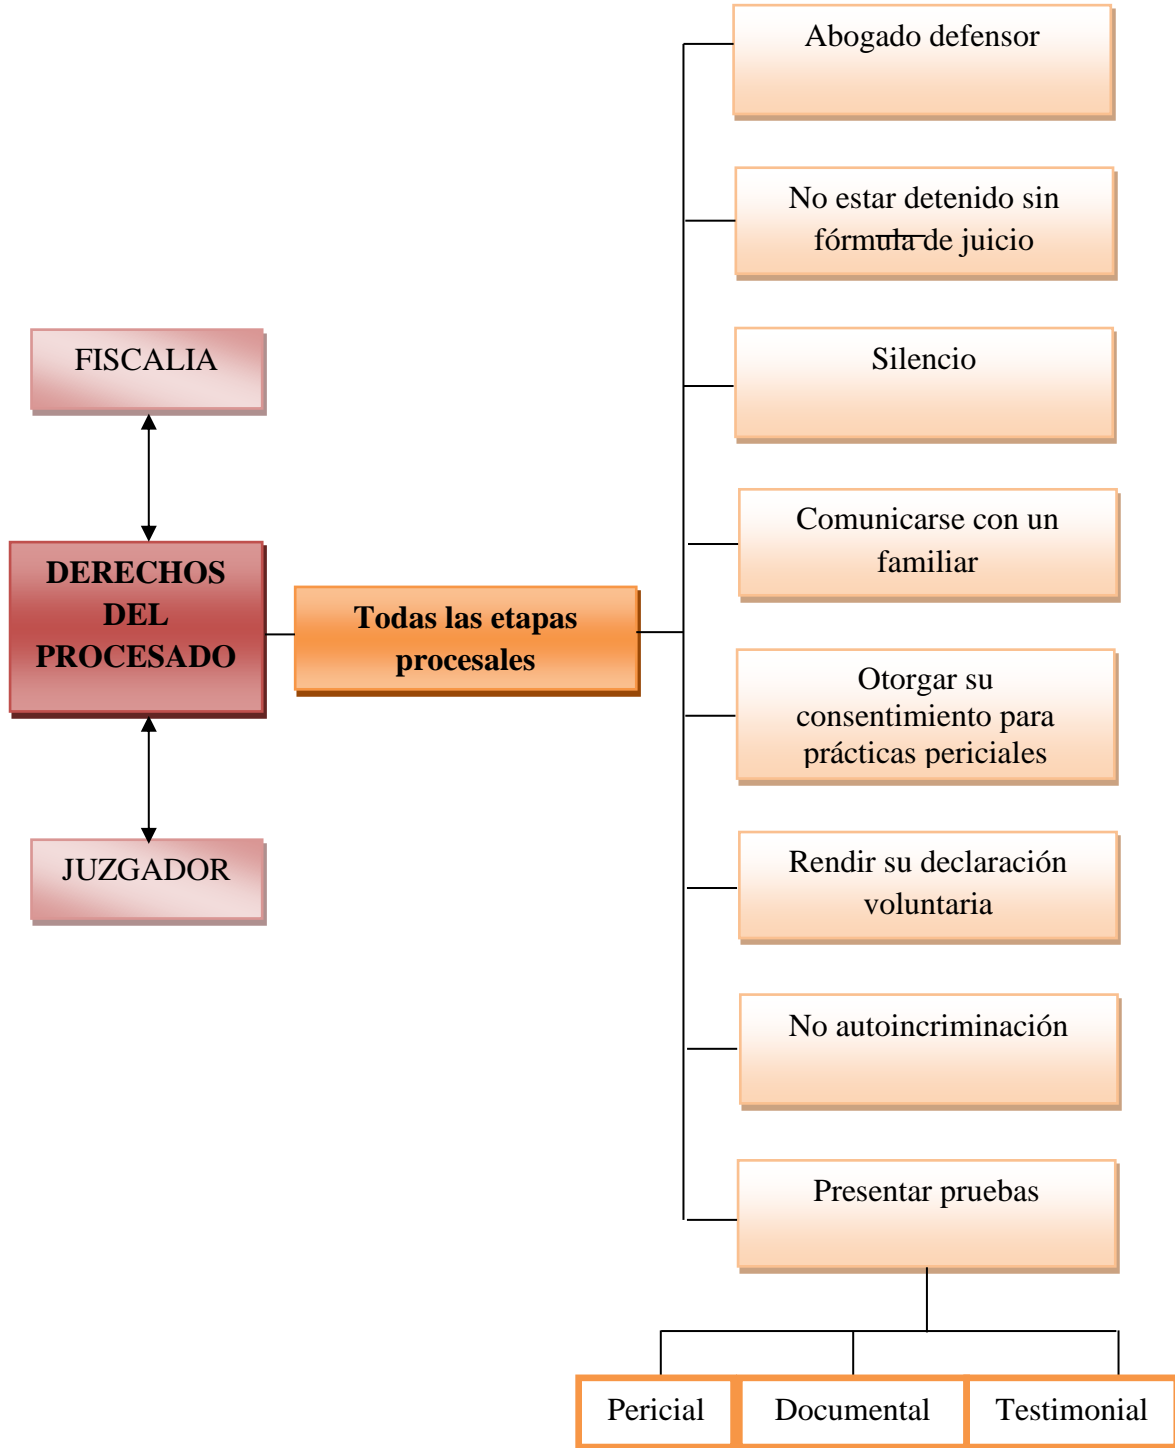 FISCALIA
DERECHOS
DEL
PROCESADO
JUZGADOR
Todas las etapas
procesales
Abogado defensor
No estar detenido sin
fórmula de juicio
Silencio
Comunicarse con un
familiar
Otorgar su
consentimiento para
prácticas periciales
Rendir su declaración
voluntaria
No autoincriminación
Presentar pruebas
Pericial
Documental
Testimonial